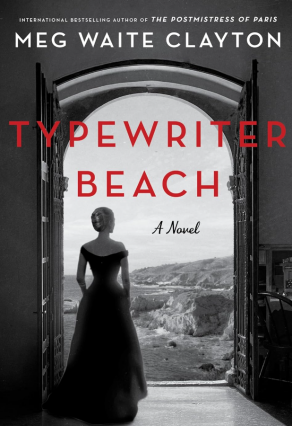 INTERNATIONAL BESTSELLING AUTHOR OF THE POSTMISTRESS OF PARIS
MEG WAITE CLAYTON
TYPEWRITER
BEACH
A Novel